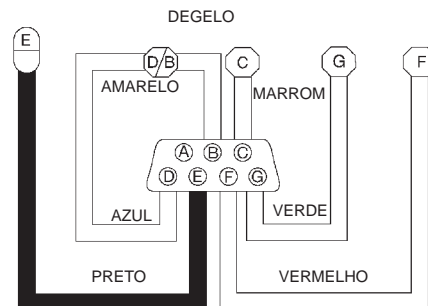 DEGELO
E
D/B
C
G
F
AMARELO
MARROM
A B C
D E F G
AZUL
VERDE
PRETO
VERMELHO